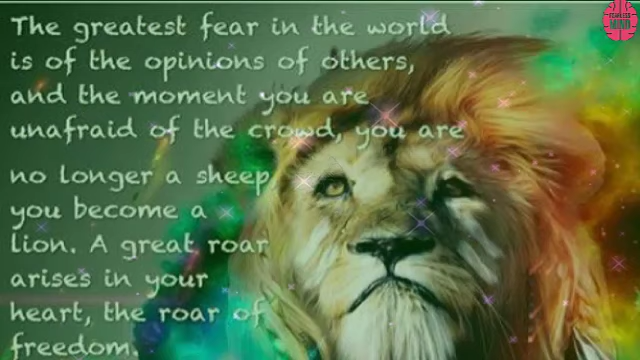 The greatest fear in the world
is of the opinions of others,
and the moment you are
unafraid of the crowd, you are
no longer a sheep
you become a
lion. A great roar
arises in your
heart, the roar of
freedom.
FEARLESS
MIND